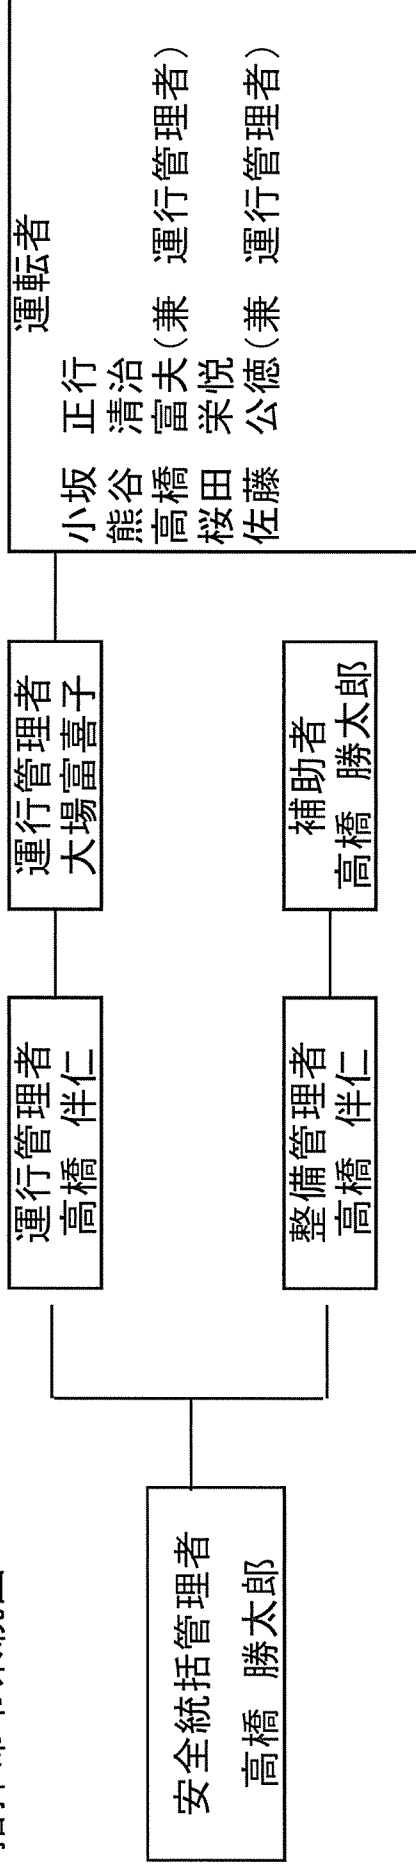 安全統括管理者
高橋 勝太郎
運行管理者
高橋 伴仁
運行管理者
大場富喜子
運転者
小坂 正行
熊谷 清治
高橋 富夫(兼 運行管理者)
桜田 栄悦
佐藤 公徳(兼 運行管理者)
整備管理者
高橋 伴仁
補助者
高橋 勝太郎